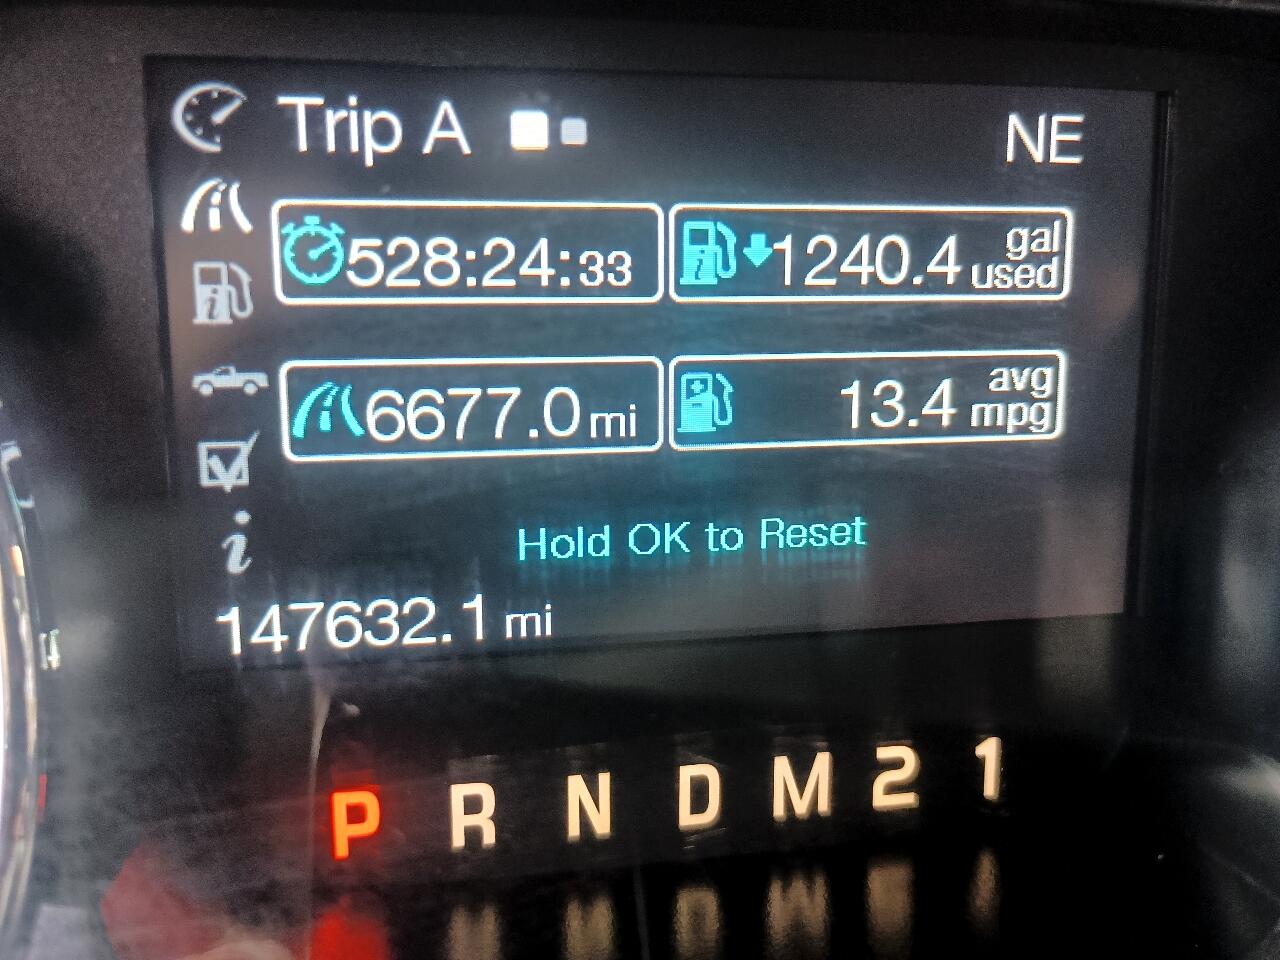 Trip A NE
528:24:33 1240.4 gal used
6677.0 mi 13.4 avg mpg
Hold OK to Reset
147632.1 mi
P R N D M 2 1